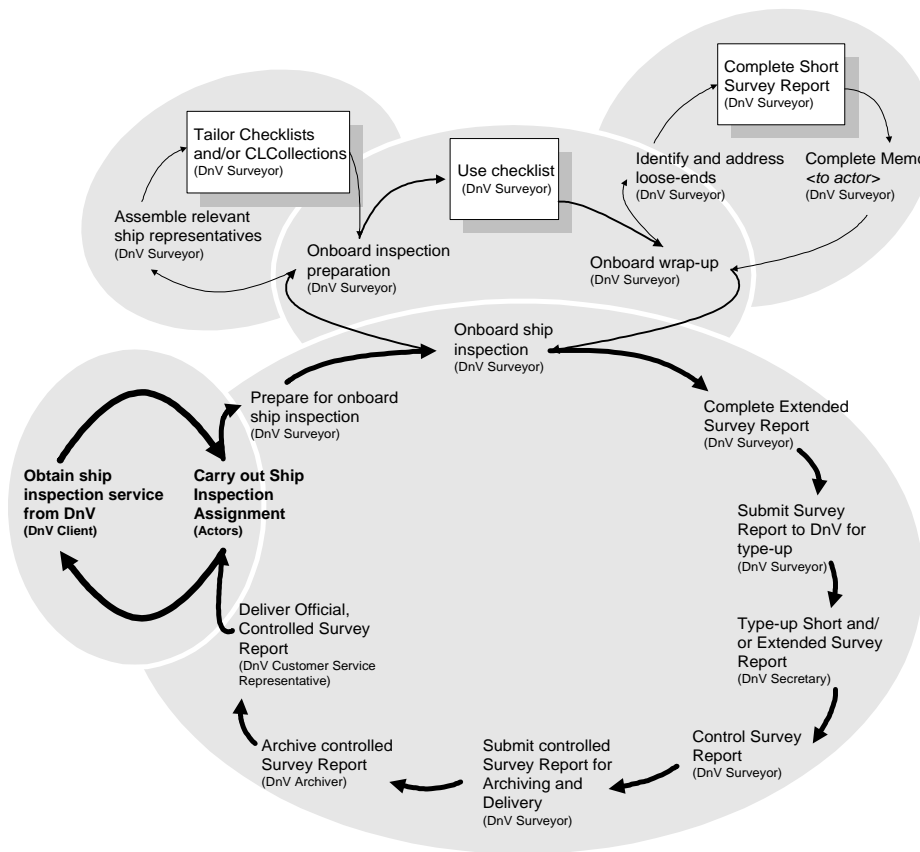 Complete Short
Survey Report
(DnV Surveyor)
Tailor Checklists
and/or CLCollections
(DnV Surveyor)
Use checklist
(DnV Surveyor)
Identify and address
loose-ends
(DnV Surveyor)
Complete Memo
<to actor>
(DnV Surveyor)
Assemble relevant
ship representatives
(DnV Surveyor)
Onboard inspection
preparation
(DnV Surveyor)
Onboard wrap-up
(DnV Surveyor)
Onboard ship
inspection
(DnV Surveyor)
Prepare for onboard
ship inspection
(DnV Surveyor)
Complete Extended
Survey Report
(DnV Surveyor)
Obtain ship
inspection service
from DnV
(DnV Client)
Carry out Ship
Inspection
Assignment
(Actors)
Submit Survey
Report to DnV for
type-up
(DnV Surveyor)
Deliver Official,
Controlled Survey
Report
(DnV Customer Service
Representative)
Type-up Short and/
or Extended Survey
Report
(DnV Secretary)
Archive controlled
Survey Report
(DnV Archiver)
Submit controlled
Survey Report for
Archiving and
Delivery
(DnV Surveyor)
Control Survey
Report
(DnV Surveyor)